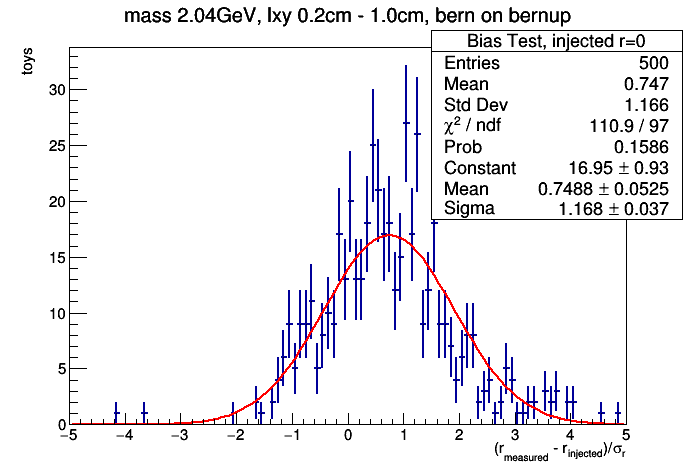 mass 2.04GeV, lxy 0.2cm - 1.0cm, bern on bernup
toys
Bias Test, injected r=0
Entries 500
Mean 0.747
Std Dev 1.166
χ² / ndf 110.9 / 97
Prob 0.1586
Constant 16.95 ± 0.93
Mean 0.7488 ± 0.0525
Sigma 1.168 ± 0.037
30
25
20
15
10
5
0
−5 −4 −3 −2 −1 0 1 2 3 4 5
(r_measured - r_injected)/σ_r